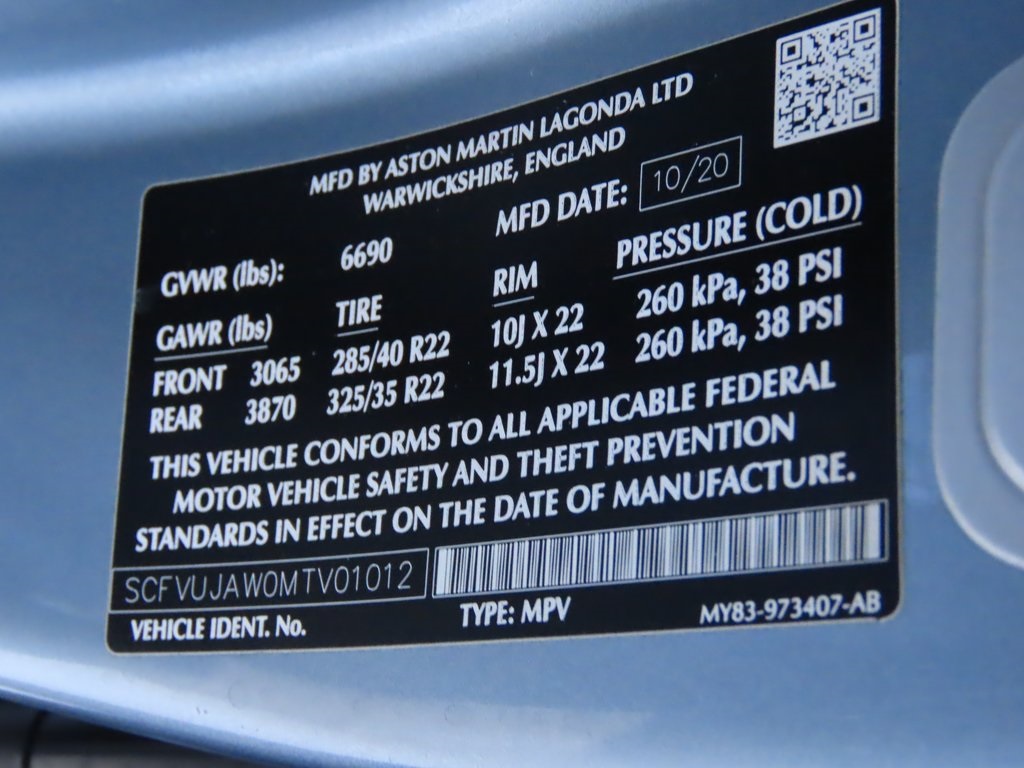 MFD BY ASTON MARTIN LAGONDA LTD
WARWICKSHIRE, ENGLAND
MFD DATE: 10/20
GVWR (lbs): 6690
GAWR (lbs) TIRE RIM PRESSURE (COLD)
FRONT 3065 285/40 R22 10J X 22 260 kPa, 38 PSI
REAR 3870 325/35 R22 11.5J X 22 260 kPa, 38 PSI
THIS VEHICLE CONFORMS TO ALL APPLICABLE FEDERAL
MOTOR VEHICLE SAFETY AND THEFT PREVENTION
STANDARDS IN EFFECT ON THE DATE OF MANUFACTURE.
SCFVUJAW0MTV01012
VEHICLE IDENT. No. TYPE: MPV MY83-973407-AB